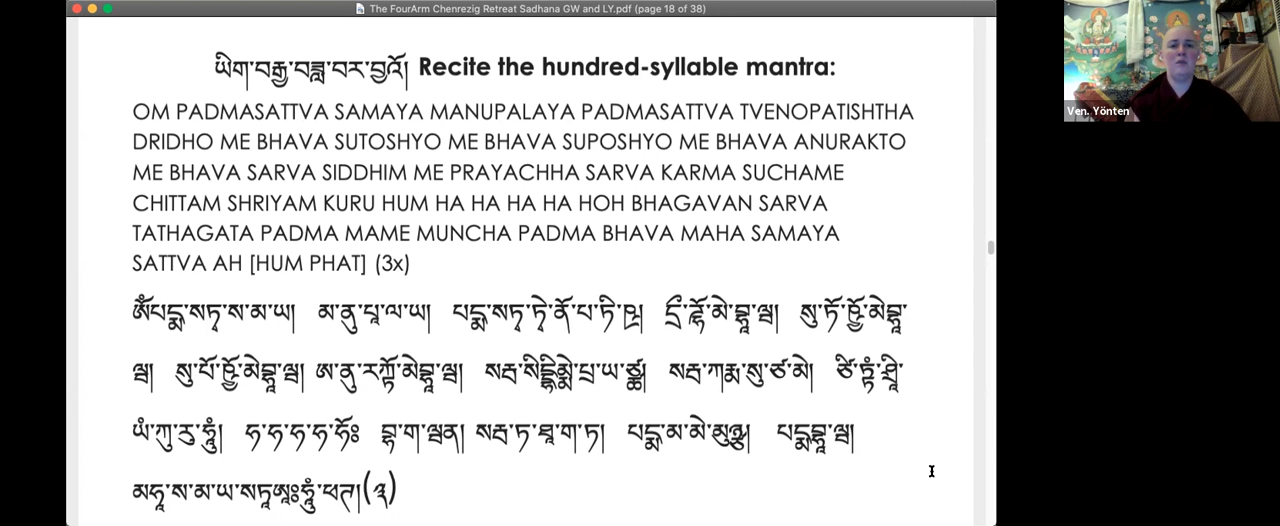 The FourArm Chenrezig Retreat Sadhana GW and LY.pdf (page 18 of 38)
ཡིག་བརྒྱ་བཟླ་བར་བྱའོ། Recite the hundred-syllable mantra:
OM PADMASATTVA SAMAYA MANUPALAYA PADMASATTVA TVENOPATISHTHA
DRIDHO ME BHAVA SUTOSHYO ME BHAVA SUPOSHYO ME BHAVA ANURAKTO
ME BHAVA SARVA SIDDHIM ME PRAYACHHA SARVA KARMA SUCHAME
CHITTAM SHRIYAM KURU HUM HA HA HA HA HOH BHAGAVAN SARVA
TATHAGATA PADMA MAME MUNCHA PADMA BHAVA MAHA SAMAYA
SATTVA AH [HUM PHAT] (3x)
ༀ་པདྨ་སཏྭ་ས་མ་ཡ། མ་ནུ་པཱ་ལ་ཡ། པདྨ་སཏྭ་ཏྭེ་ནོ་པ་ཏི་ཥྛ། དྲྀ་ཌྷོ་མེ་བྷཱ་ཝ། སུ་ཏོ་ཥྱོ་མེ་བྷཱ་
ཝ། སུ་པོ་ཥྱོ་མེ་བྷཱ་ཝ། ཨ་ནུ་རཀྟོ་མེ་བྷཱ་ཝ། སརྦ་སིདྡྷིམྨེ་པྲ་ཡ་ཙྪ། སརྦ་ཀརྨ་སུ་ཙ་མེ། ཙིཏྟཾ་ཤྲཱི་
ཡཾ་ཀུ་རུ་ཧཱུྃ། ཧ་ཧ་ཧ་ཧ་ཧོཿ བྷ་ག་ཝན། སརྦ་ཏ་ཐཱ་ག་ཏ། པདྨ་མ་མེ་མུཉྩ། པདྨ་བྷཱ་ཝ།
མཧཱ་ས་མ་ཡ་སཏྭཱ་ཨཱཿཧཱུྃ་ཕཊ།(༣)
Ven. Yönten